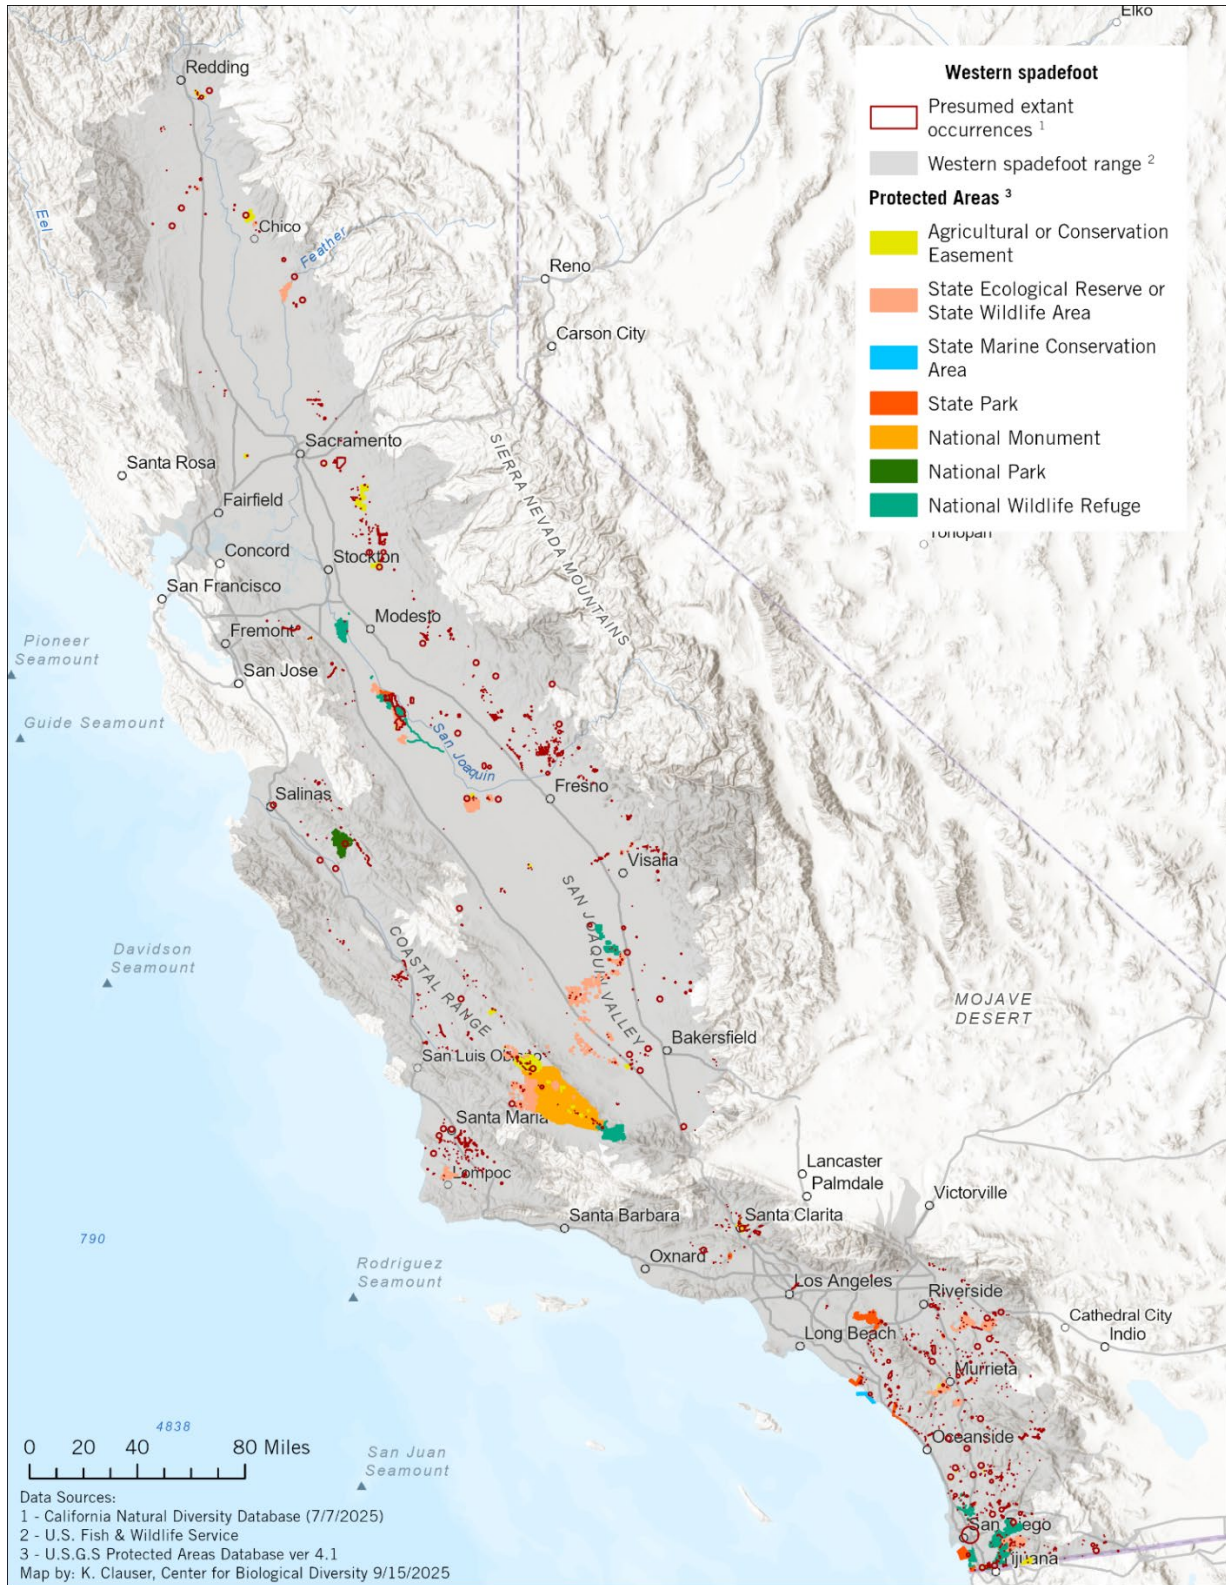 Elko
Western spadefoot
Presumed extant
occurrences 1
Western spadefoot range 2
Protected Areas 3
Agricultural or Conservation
Easement
State Ecological Reserve or
State Wildlife Area
State Marine Conservation
Area
State Park
National Monument
National Park
National Wildlife Refuge
Tonopah
Redding
Eel
Chico
Feather
Reno
Carson City
Sacramento
Santa Rosa
SIERRA NEVADA MOUNTAINS
Fairfield
Concord
Stockton
San Francisco
Modesto
Fremont
Pioneer
Seamount
San Jose
Guide Seamount
San Joaquin
Salinas
Fresno
Visalia
SAN JOAQUIN VALLEY
COASTAL RANGE
Davidson
Seamount
MOJAVE
DESERT
Bakersfield
San Luis Obispo
Santa Maria
Lompoc
Lancaster
Palmdale
Victorville
Santa Barbara
Santa Clarita
790
Oxnard
Rodriguez
Seamount
Los Angeles
Riverside
Cathedral City
Indio
Long Beach
Murrieta
4838
Oceanside
San Juan
Seamount
San Diego
Tijuana
0 20 40 80 Miles
Data Sources:
1 - California Natural Diversity Database (7/7/2025)
2 - U.S. Fish & Wildlife Service
3 - U.S.G.S Protected Areas Database ver 4.1
Map by: K. Clauser, Center for Biological Diversity 9/15/2025